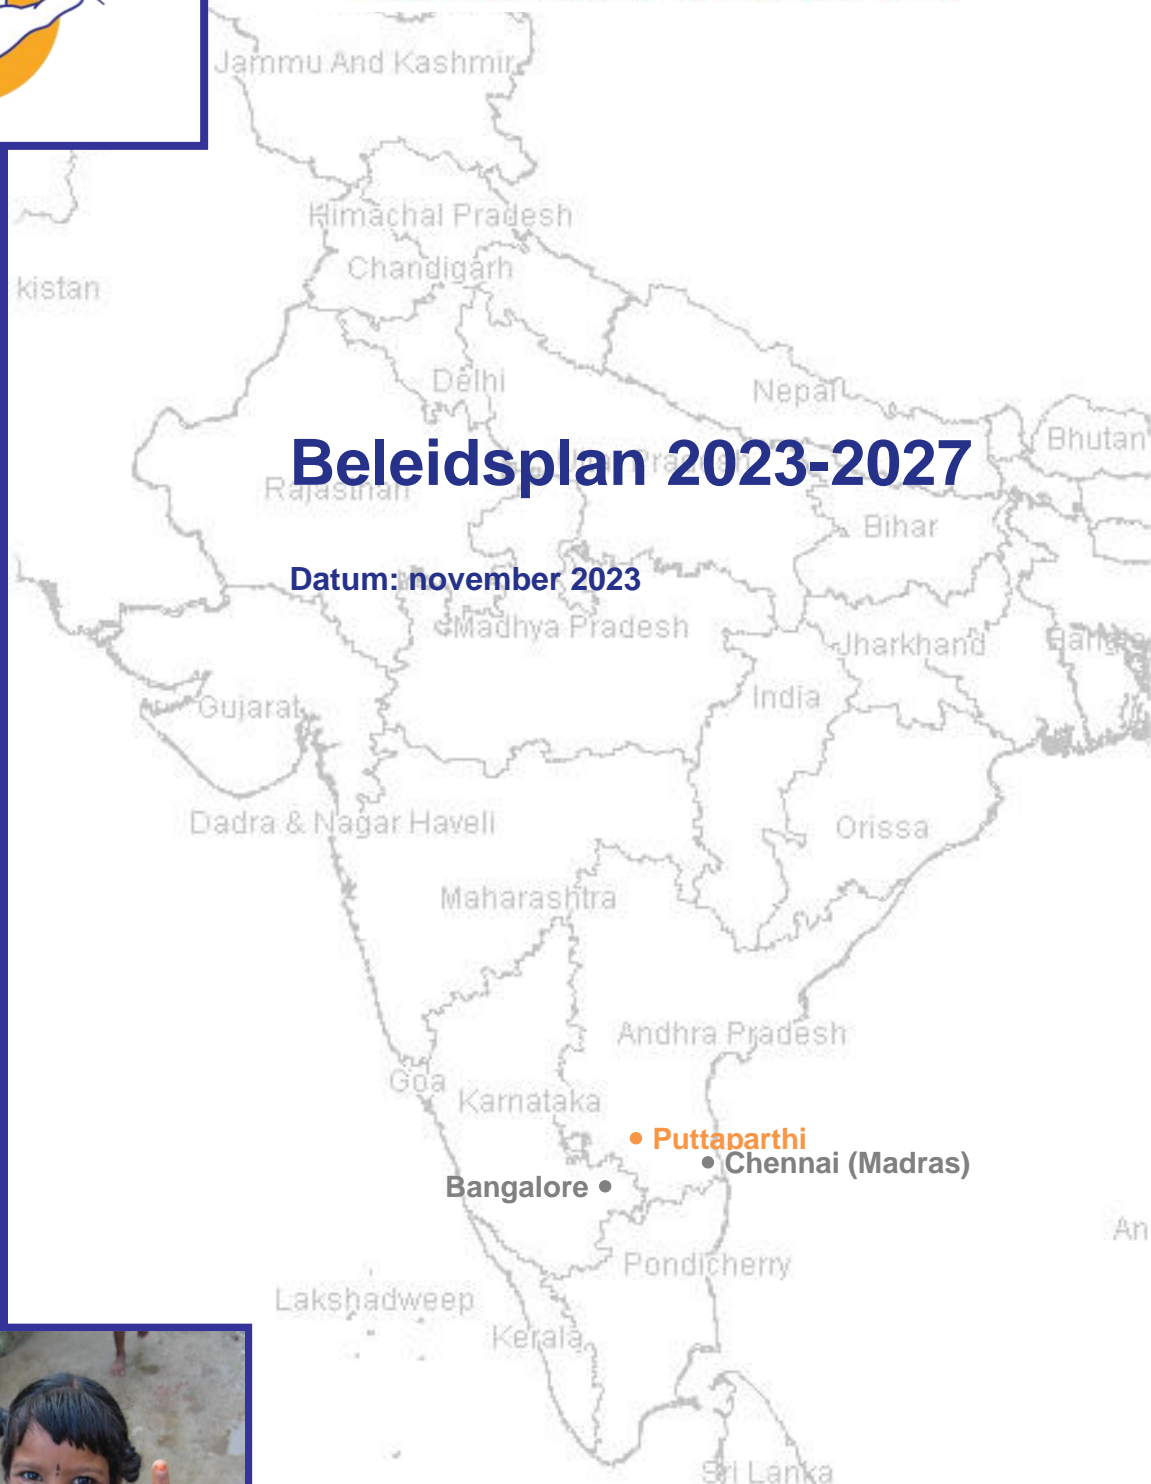 Jammu And Kashmir
Himachal Pradesh
Chandigarh
kistan
Delhi
Nepal
Bhutan
Beleidsplan 2023-2027
Rajasthan
Bihar
Datum: november 2023
Madhya Pradesh
Jharkhand
India
Gujarat
Dadra & Nagar Haveli
Orissa
Maharashtra
Andhra Pradesh
Goa
Karnataka
Puttaparthi
Chennai (Madras)
Bangalore
An
Pondicherry
Lakshadweep
Kerala
Sri Lanka